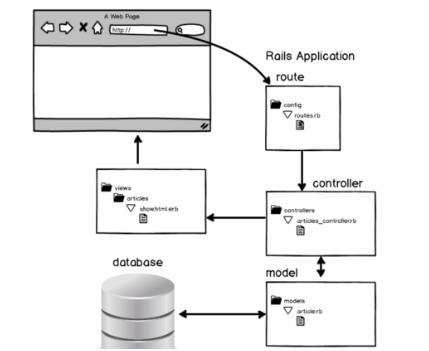 A Web Page
http://
Rails Application
route
config
routes.rb
controller
views
articles
show.html.erb
controllers
articles_controller.rb
database
model
models
article.rb